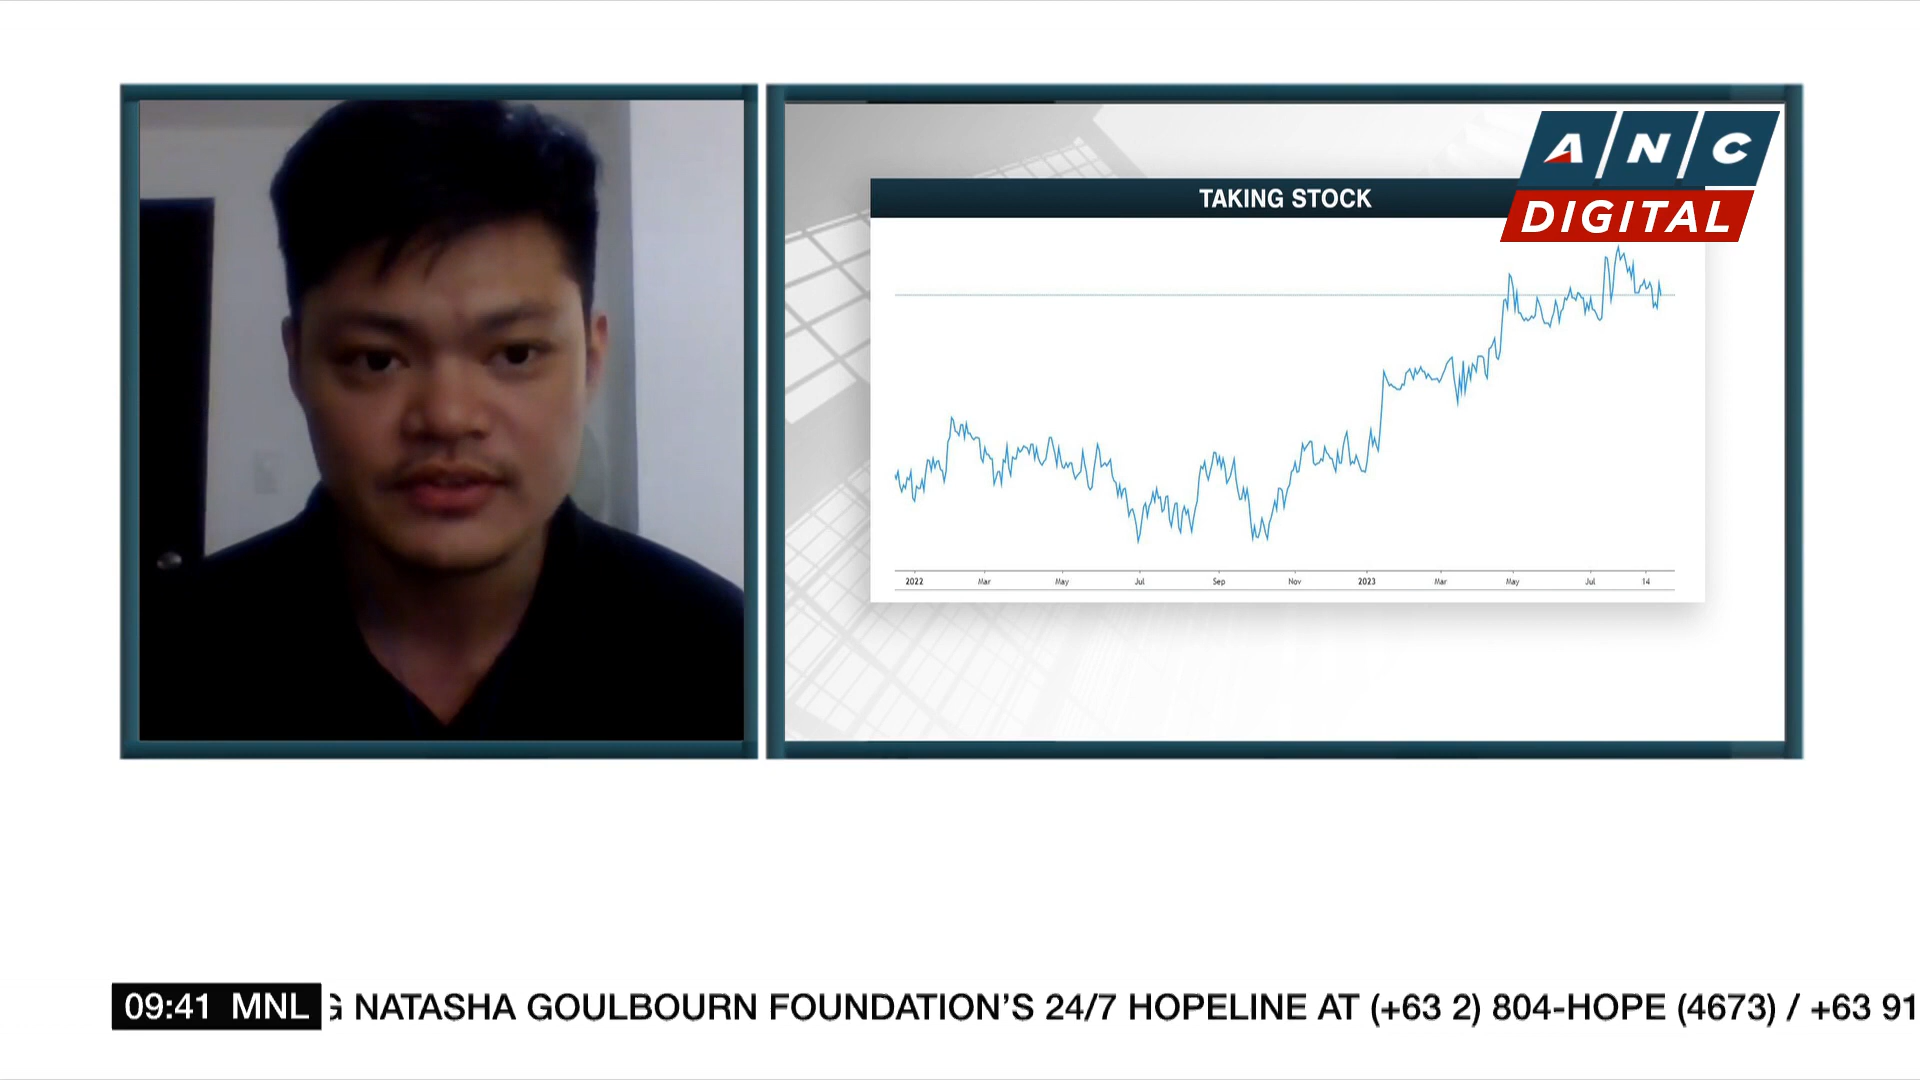 ANC
DIGITAL
TAKING STOCK
2022 Mar May Jul Sep Nov 2023 Mar May Jul 14
09:41 MNL
NATASHA GOULBOURN FOUNDATION'S 24/7 HOPELINE AT (+63 2) 804-HOPE (4673) / +63 91